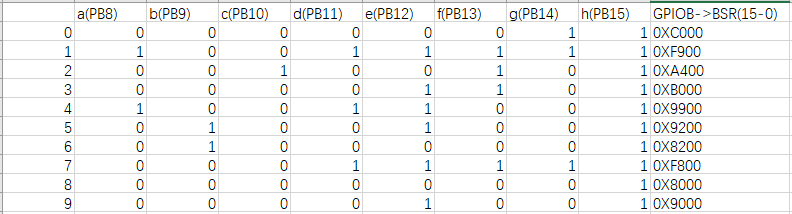 a(PB8) b(PB9) c(PB10) d(PB11) e(PB12) f(PB13) g(PB14) h(PB15) GPIOB->BSR(15-0)
0 0 0 0 0 0 0 1 1 0XC000
1 1 0 0 1 1 1 1 1 0XF900
2 0 0 1 0 0 1 0 1 0XA400
3 0 0 0 0 1 1 0 1 0XB000
4 1 0 0 1 1 0 0 1 0X9900
5 0 1 0 0 1 0 0 1 0X9200
6 0 1 0 0 0 0 0 1 0X8200
7 0 0 0 1 1 1 1 1 0XF800
8 0 0 0 0 0 0 0 1 0X8000
9 0 0 0 0 1 0 0 1 0X9000